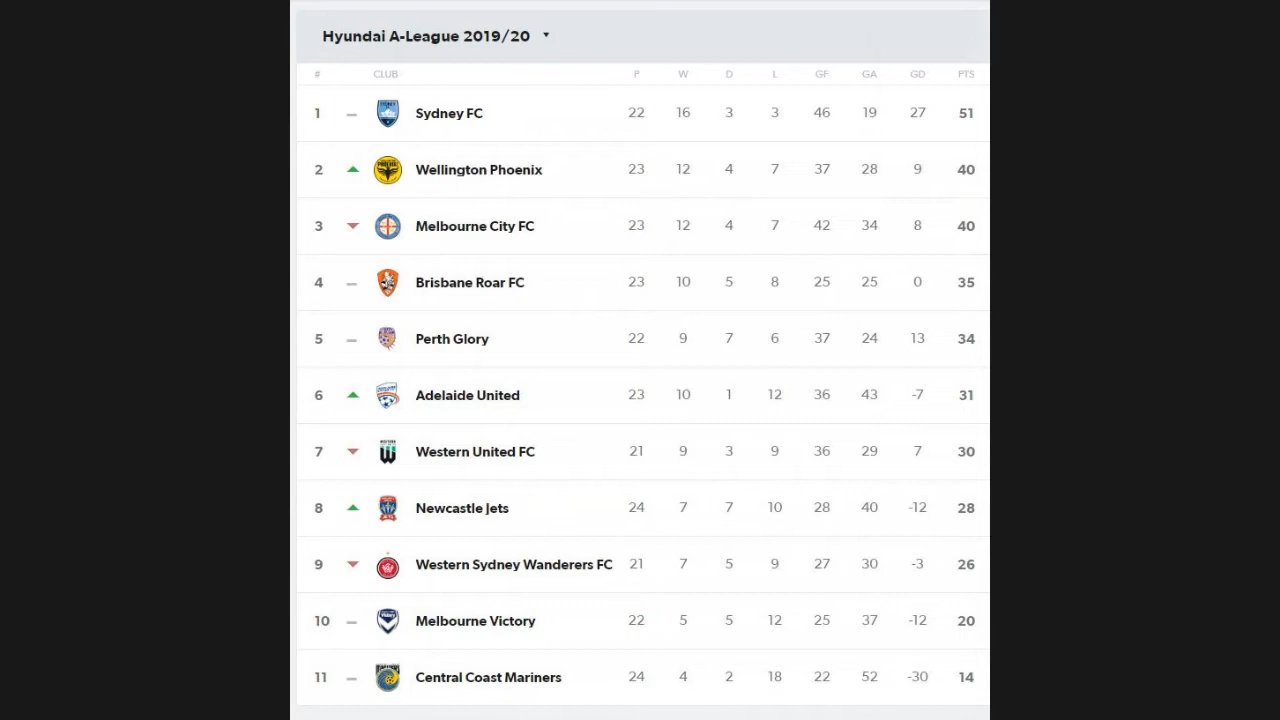 Hyundai A-League 2019/20
# CLUB P W D L GF GA GD PTS
1 – Sydney FC 22 16 3 3 46 19 27 51
2 Wellington Phoenix 23 12 4 7 37 28 9 40
3 Melbourne City FC 23 12 4 7 42 34 8 40
4 – Brisbane Roar FC 23 10 5 8 25 25 0 35
5 – Perth Glory 22 9 7 6 37 24 13 34
6 Adelaide United 23 10 1 12 36 43 -7 31
7 Western United FC 21 9 3 9 36 29 7 30
8 Newcastle Jets 24 7 7 10 28 40 -12 28
9 Western Sydney Wanderers FC 21 7 5 9 27 30 -3 26
10 – Melbourne Victory 22 5 5 12 25 37 -12 20
11 – Central Coast Mariners 24 4 2 18 22 52 -30 14